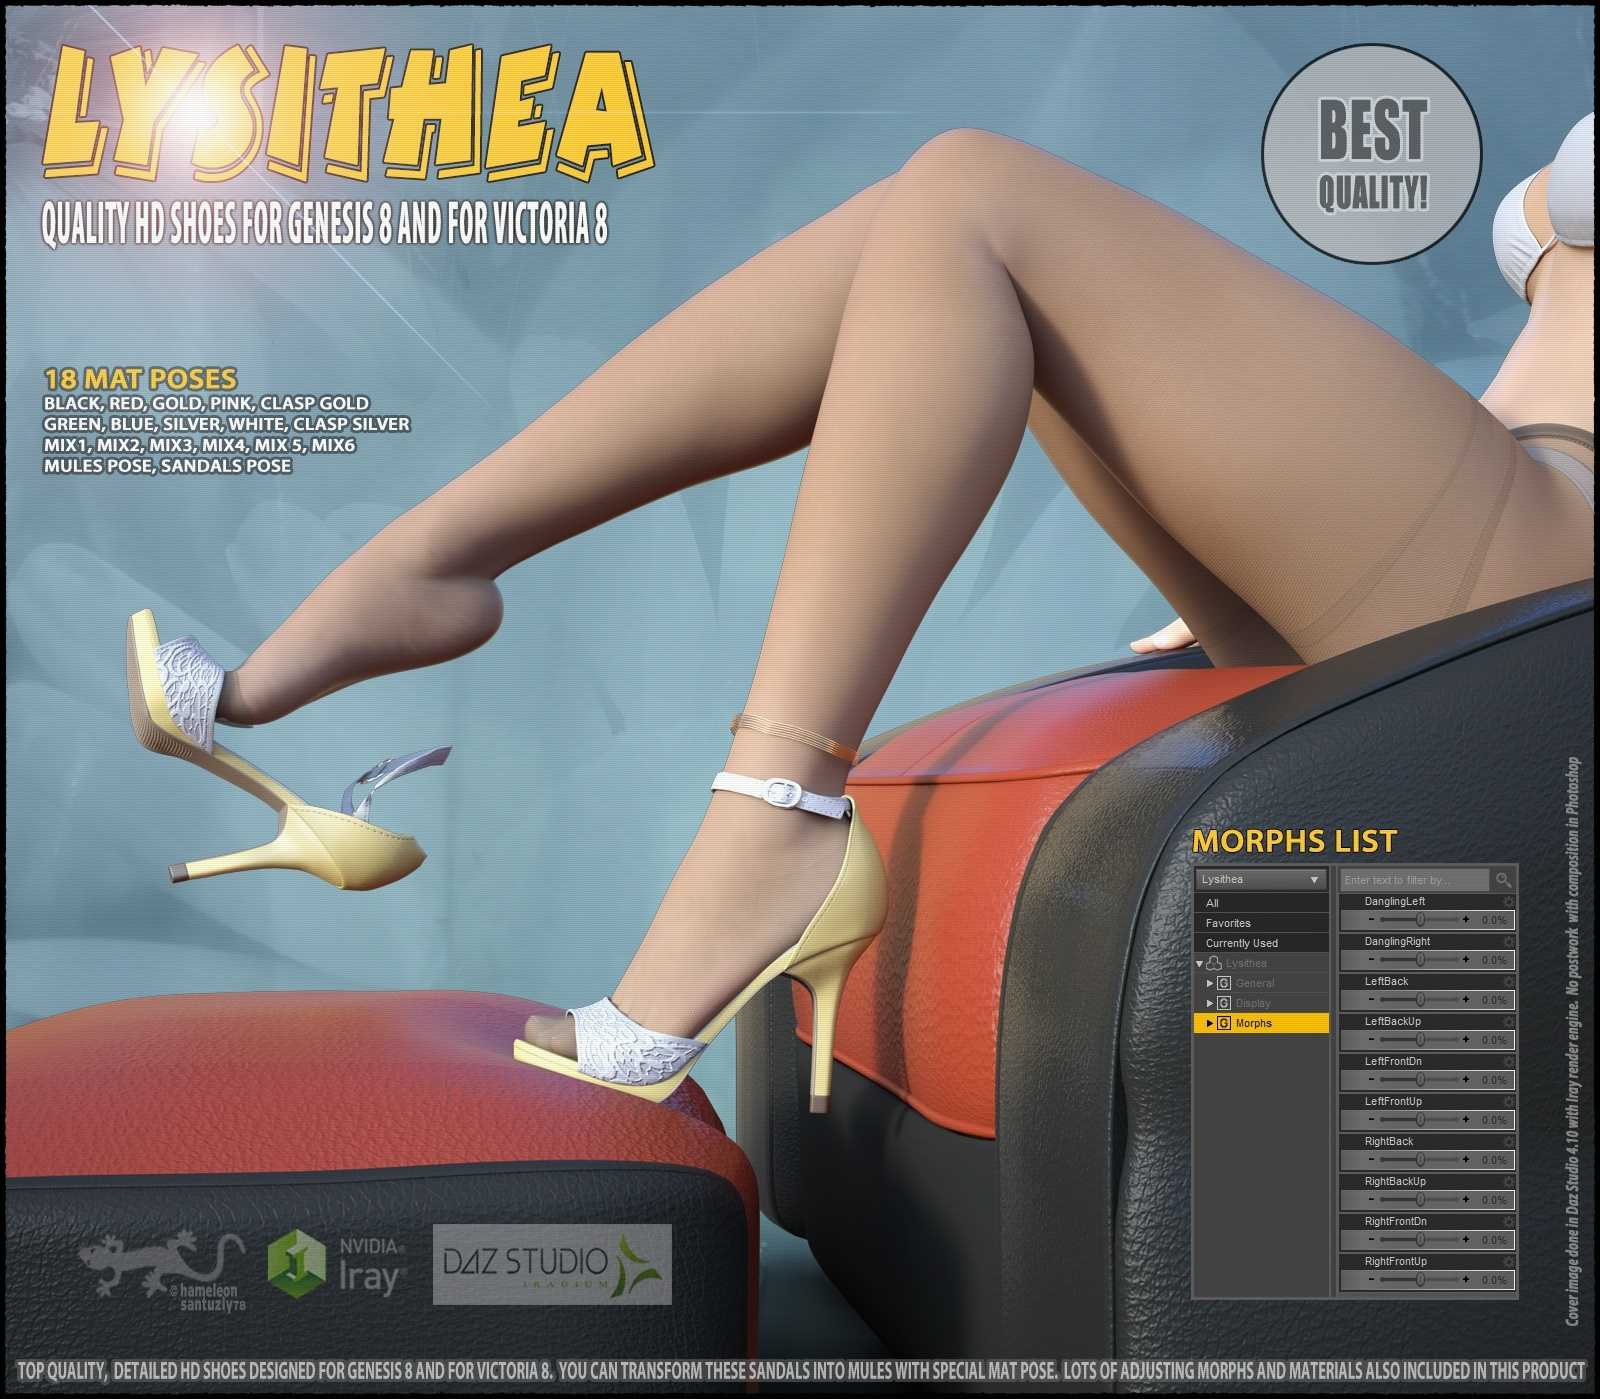 LYSITHEA
QUALITY HD SHOES FOR GENESIS 8 AND FOR VICTORIA 8
BEST
QUALITY!
18 MAT POSES
BLACK, RED, GOLD, PINK, CLASP GOLD
GREEN, BLUE, SILVER, WHITE, CLASP SILVER
MIX1, MIX2, MIX3, MIX4, MIX 5, MIX6
MULES POSE, SANDALS POSE
MORPHS LIST
Lysithea
All
Favorites
Currently Used
Lysithea
G General
G Display
G Morphs
Enter text to filter by...
DanglingLeft
- + 0.0%
DanglingRight
- + 0.0%
LeftBack
- + 0.0%
LeftBackUp
- + 0.0%
LeftFrontDn
- + 0.0%
LeftFrontUp
- + 0.0%
RightBack
- + 0.0%
RightBackUp
- + 0.0%
RightFrontDn
- + 0.0%
RightFrontUp
- + 0.0%
Cover image done in Daz Studio 4.10 with Iray render engine. No postwork with composition in Photoshop
©hameleon
santuziy78
NVIDIA®
Iray®
DAZ STUDIO
IRADIUM
TOP QUALITY, DETAILED HD SHOES DESIGNED FOR GENESIS 8 AND FOR VICTORIA 8. YOU CAN TRANSFORM THESE SANDALS INTO MULES WITH SPECIAL MAT POSE. LOTS OF ADJUSTING MORPHS AND MATERIALS ALSO INCLUDED IN THIS PRODUCT